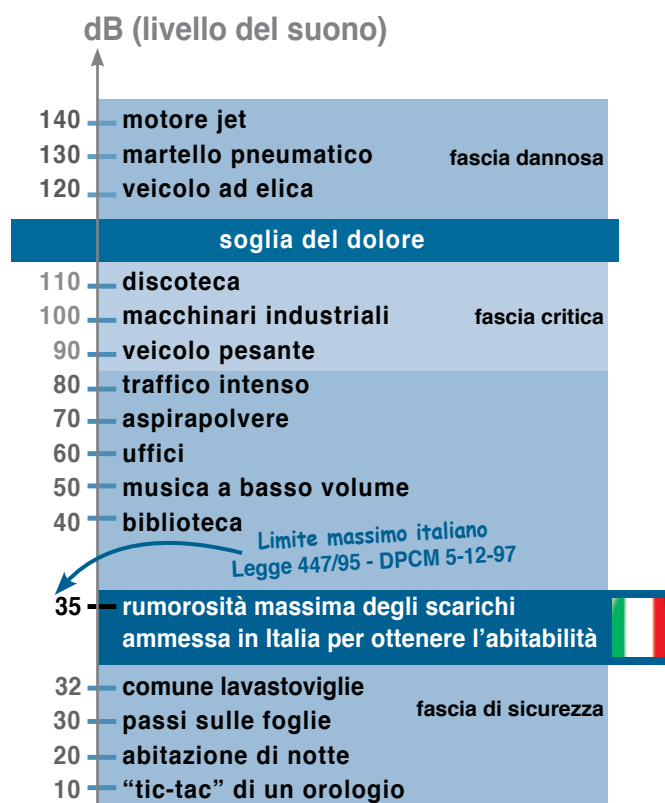 dB (livello del suono)
140 motore jet
130 martello pneumatico fascia dannosa
120 veicolo ad elica
soglia del dolore
110 discoteca
100 macchinari industriali fascia critica
90 veicolo pesante
80 traffico intenso
70 aspirapolvere
60 uffici
50 musica a basso volume
40 biblioteca
Limite massimo italiano
Legge 447/95 - DPCM 5-12-97
35 rumorosità massima degli scarichi
ammessa in Italia per ottenere l’abitabilità
32 comune lavastoviglie
fascia di sicurezza
30 passi sulle foglie
20 abitazione di notte
10 “tic-tac” di un orologio